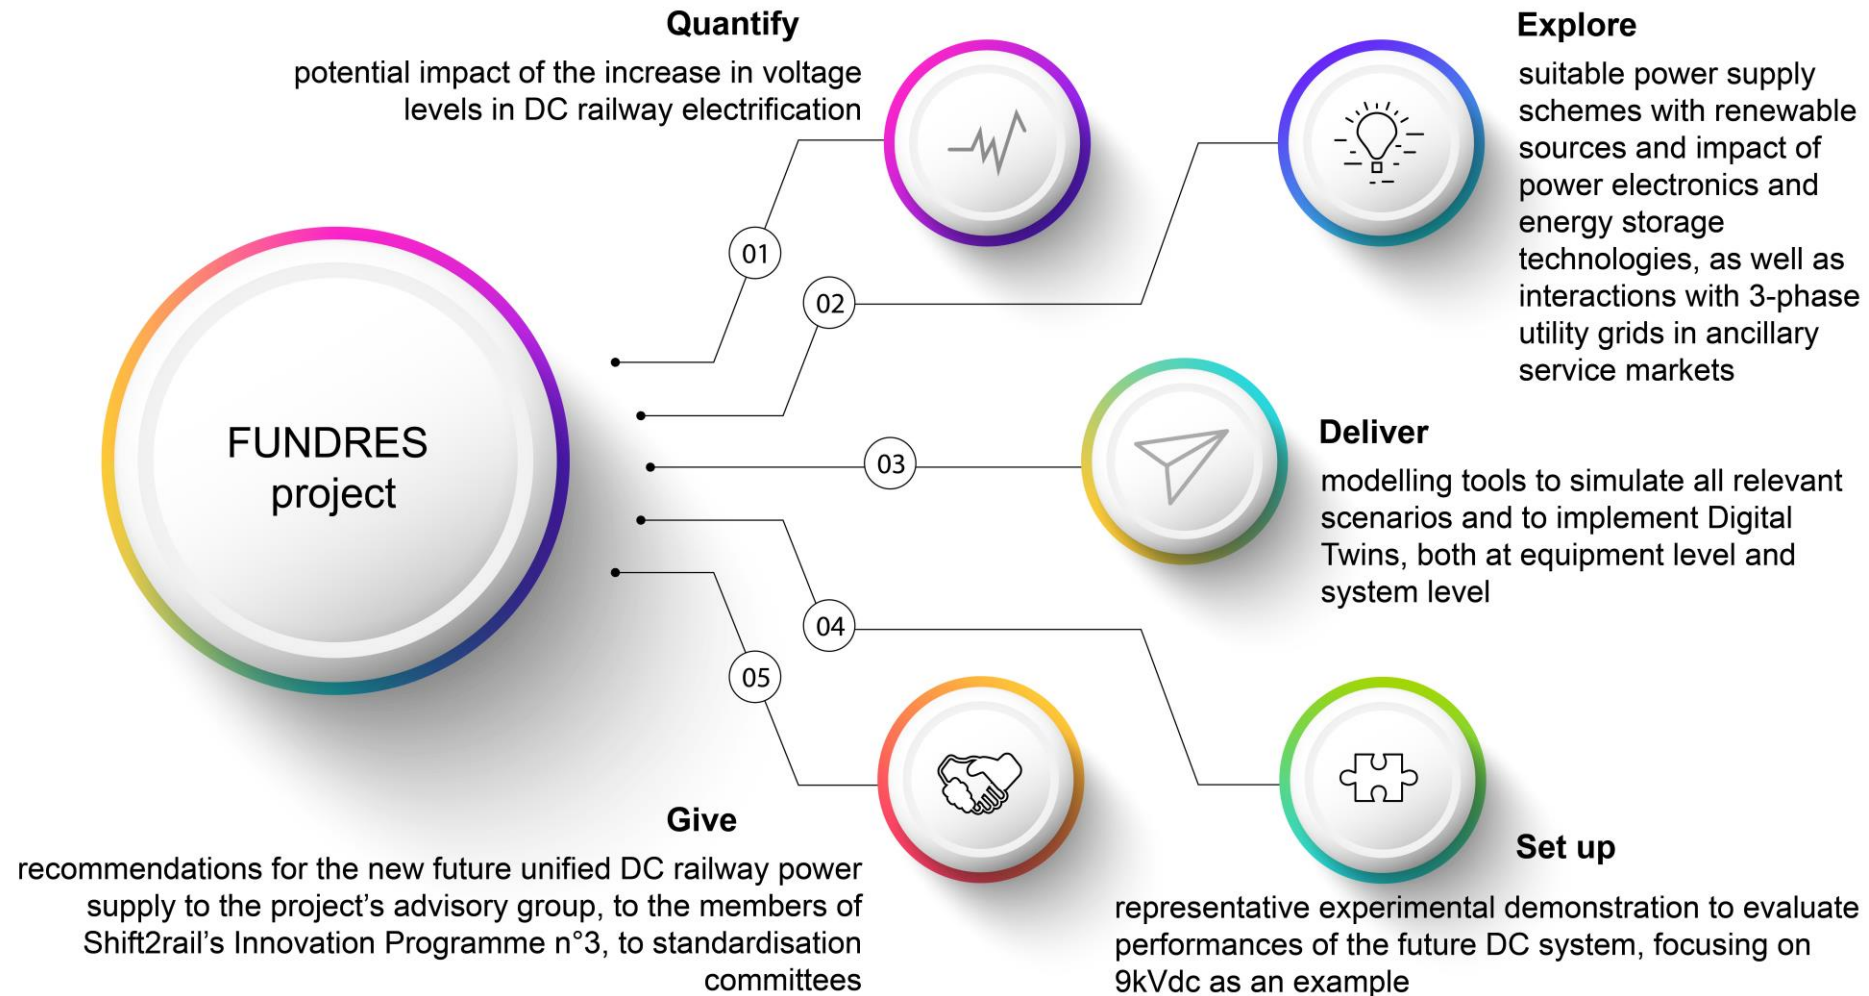 FUNDRES
project
01
Quantify
potential impact of the increase in voltage
levels in DC railway electrification
02
Explore
suitable power supply
schemes with renewable
sources and impact of
power electronics and
energy storage
technologies, as well as
interactions with 3-phase
utility grids in ancillary
service markets
03
Deliver
modelling tools to simulate all relevant
scenarios and to implement Digital
Twins, both at equipment level and
system level
04
Set up
representative experimental demonstration to evaluate
performances of the future DC system, focusing on
9kVdc as an example
05
Give
recommendations for the new future unified DC railway power
supply to the project's advisory group, to the members of
Shift2rail's Innovation Programme n°3, to standardisation
committees